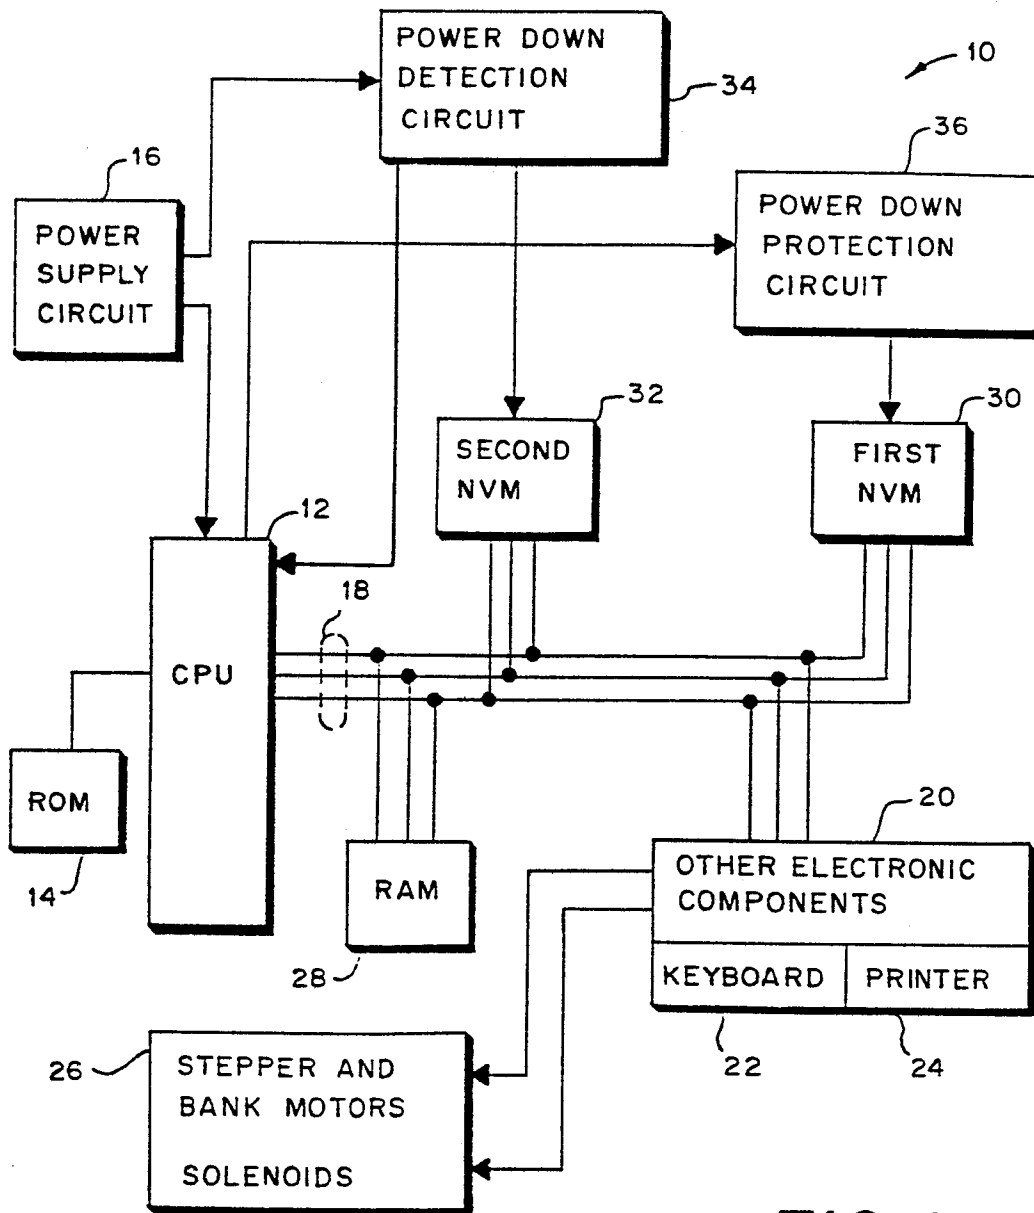 POWER DOWN
DETECTION
CIRCUIT
34
10
16
POWER
SUPPLY
CIRCUIT
36
POWER DOWN
PROTECTION
CIRCUIT
32
SECOND
NVM
30
FIRST
NVM
12
CPU
18
ROM
14
RAM
28
20
OTHER ELECTRONIC
COMPONENTS
KEYBOARD
PRINTER
22
24
26
STEPPER AND
BANK MOTORS
SOLENOIDS